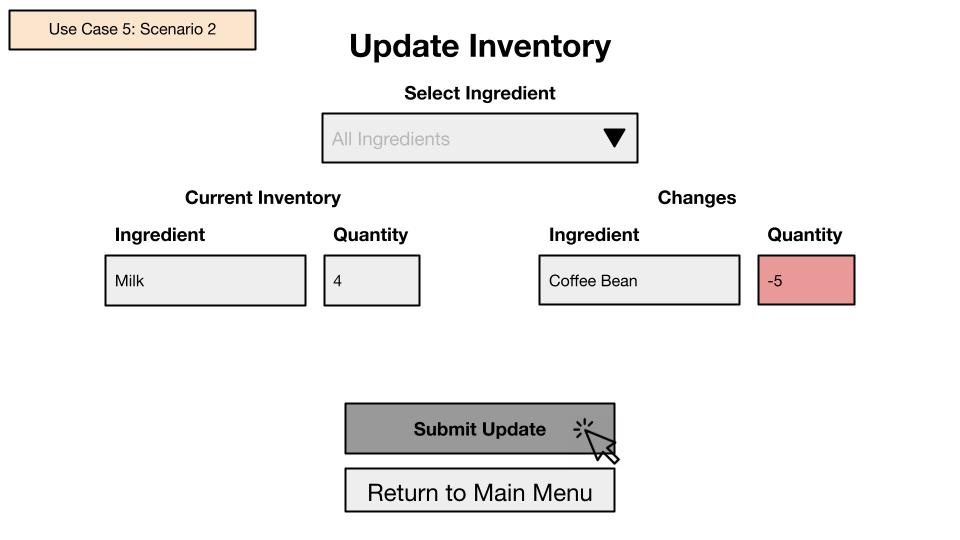 Use Case 5: Scenario 2
Update Inventory
Select Ingredient
All Ingredients
Current Inventory
Changes
Ingredient
Quantity
Ingredient
Quantity
Milk
4
Coffee Bean
-5
Submit Update
Return to Main Menu